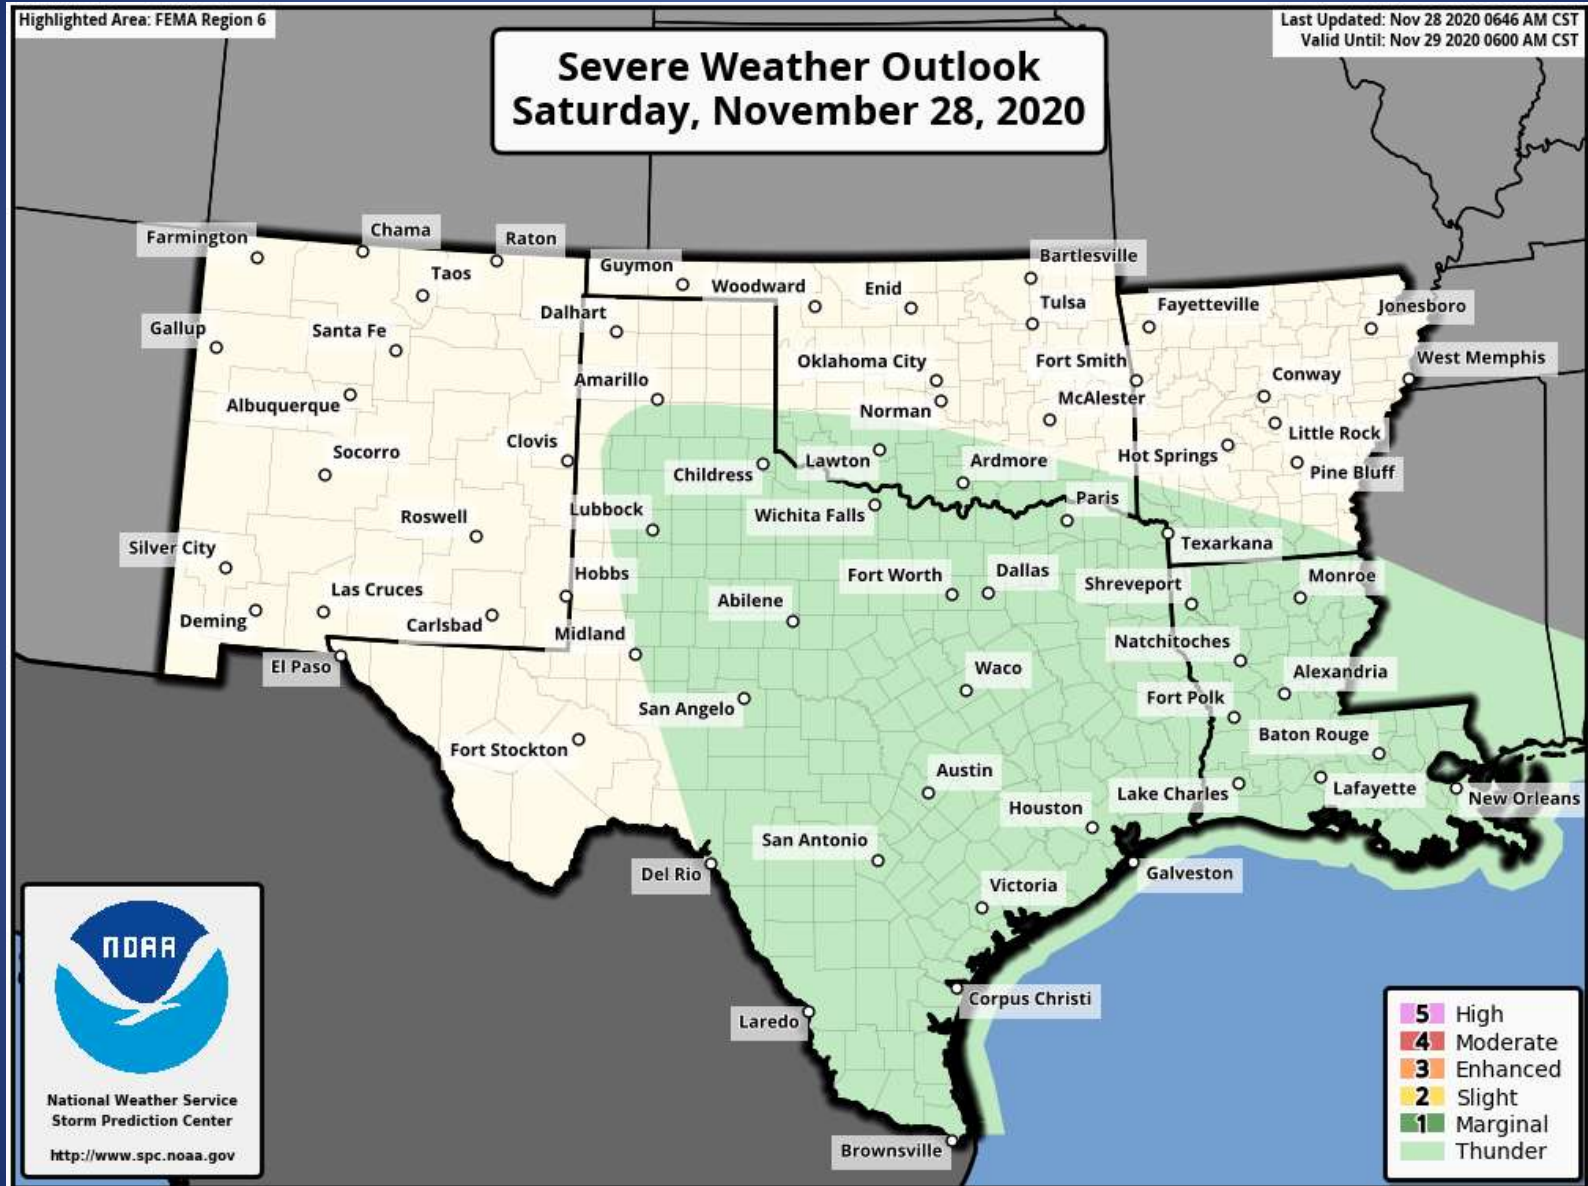 Highlighted Area: FEMA Region 6
Last Updated: Nov 28 2020 0646 AM CST
Valid Until: Nov 29 2020 0600 AM CST
Severe Weather Outlook
Saturday, November 28, 2020
Farmington
Chama
Raton
Taos
Guymon
Woodward
Enid
Bartlesville
Tulsa
Fayetteville
Jonesboro
Gallup
Santa Fe
Dalhart
Oklahoma City
Fort Smith
West Memphis
Conway
Amarillo
Albuquerque
Norman
McAlester
Little Rock
Socorro
Clovis
Childress
Lawton
Ardmore
Hot Springs
Pine Bluff
Roswell
Lubbock
Wichita Falls
Paris
Texarkana
Silver City
Las Cruces
Hobbs
Fort Worth
Dallas
Shreveport
Monroe
Deming
Carlsbad
Midland
Abilene
Natchitoches
El Paso
Waco
Alexandria
San Angelo
Fort Polk
Fort Stockton
Baton Rouge
Austin
Houston
Lake Charles
Lafayette
New Orleans
San Antonio
Del Rio
Victoria
Galveston
Corpus Christi
Laredo
Brownsville
NOAA
National Weather Service
Storm Prediction Center
http://www.spc.noaa.gov
5 High
4 Moderate
3 Enhanced
2 Slight
1 Marginal
Thunder